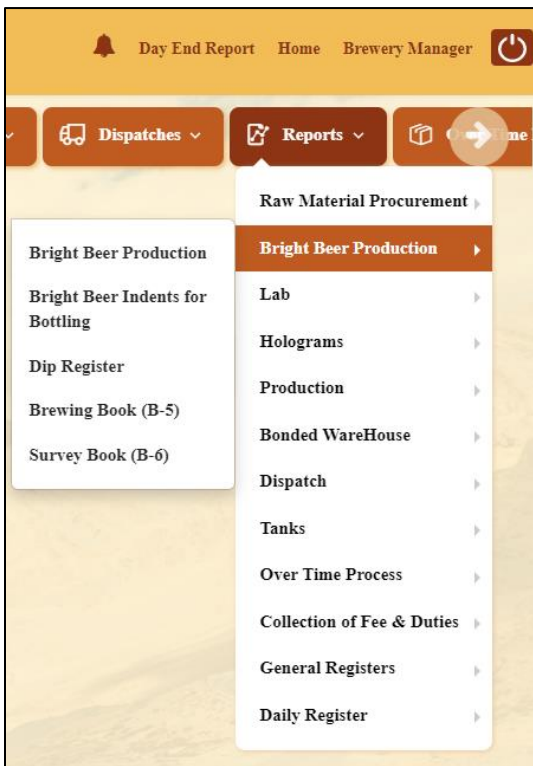 Day End Report Home Brewery Manager
Dispatches Reports
Raw Material Procurement
Bright Beer Production
Lab
Holograms
Production
Bonded WareHouse
Dispatch
Tanks
Over Time Process
Collection of Fee & Duties
General Registers
Daily Register
Bright Beer Production
Bright Beer Indents for
Bottling
Dip Register
Brewing Book (B-5)
Survey Book (B-6)